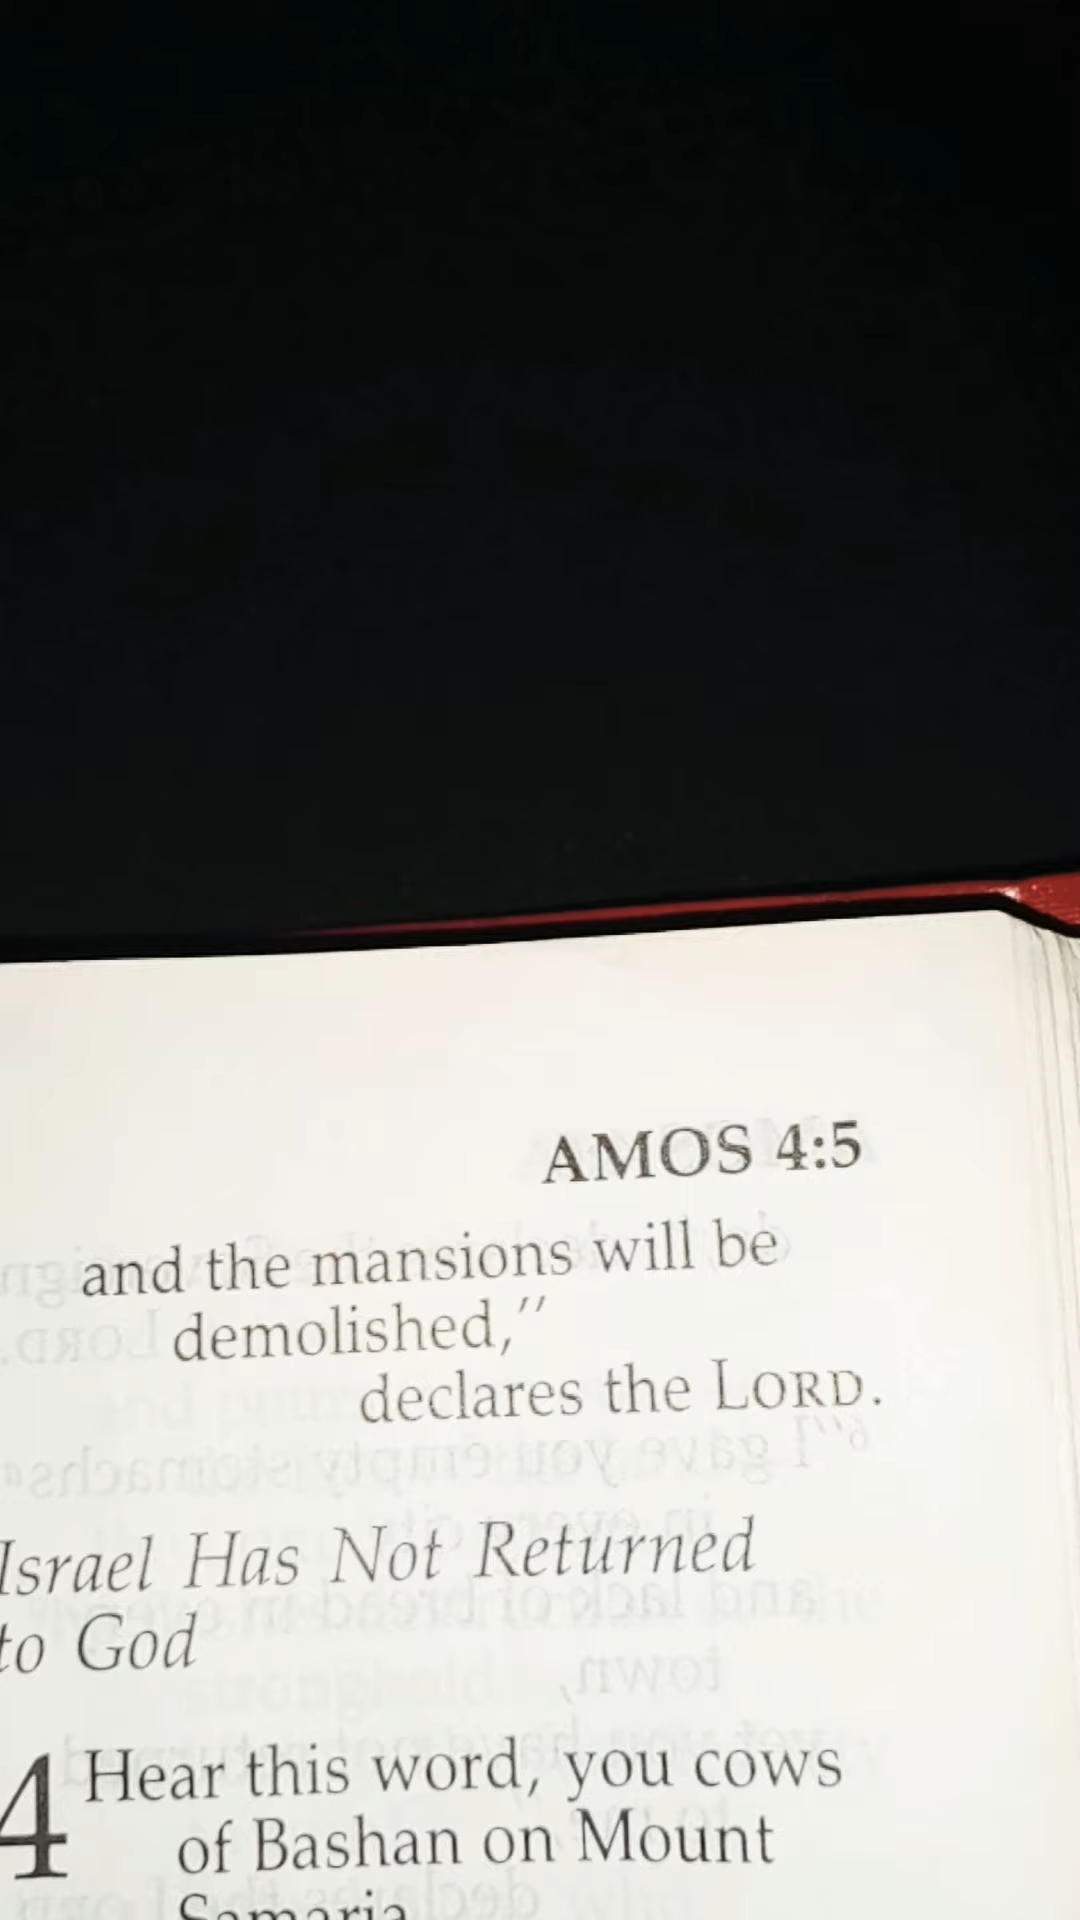 AMOS 4:5
and the mansions will be
demolished,”
declares the LORD.
Israel Has Not Returned
to God
4 Hear this word, you cows
of Bashan on Mount
Samaria